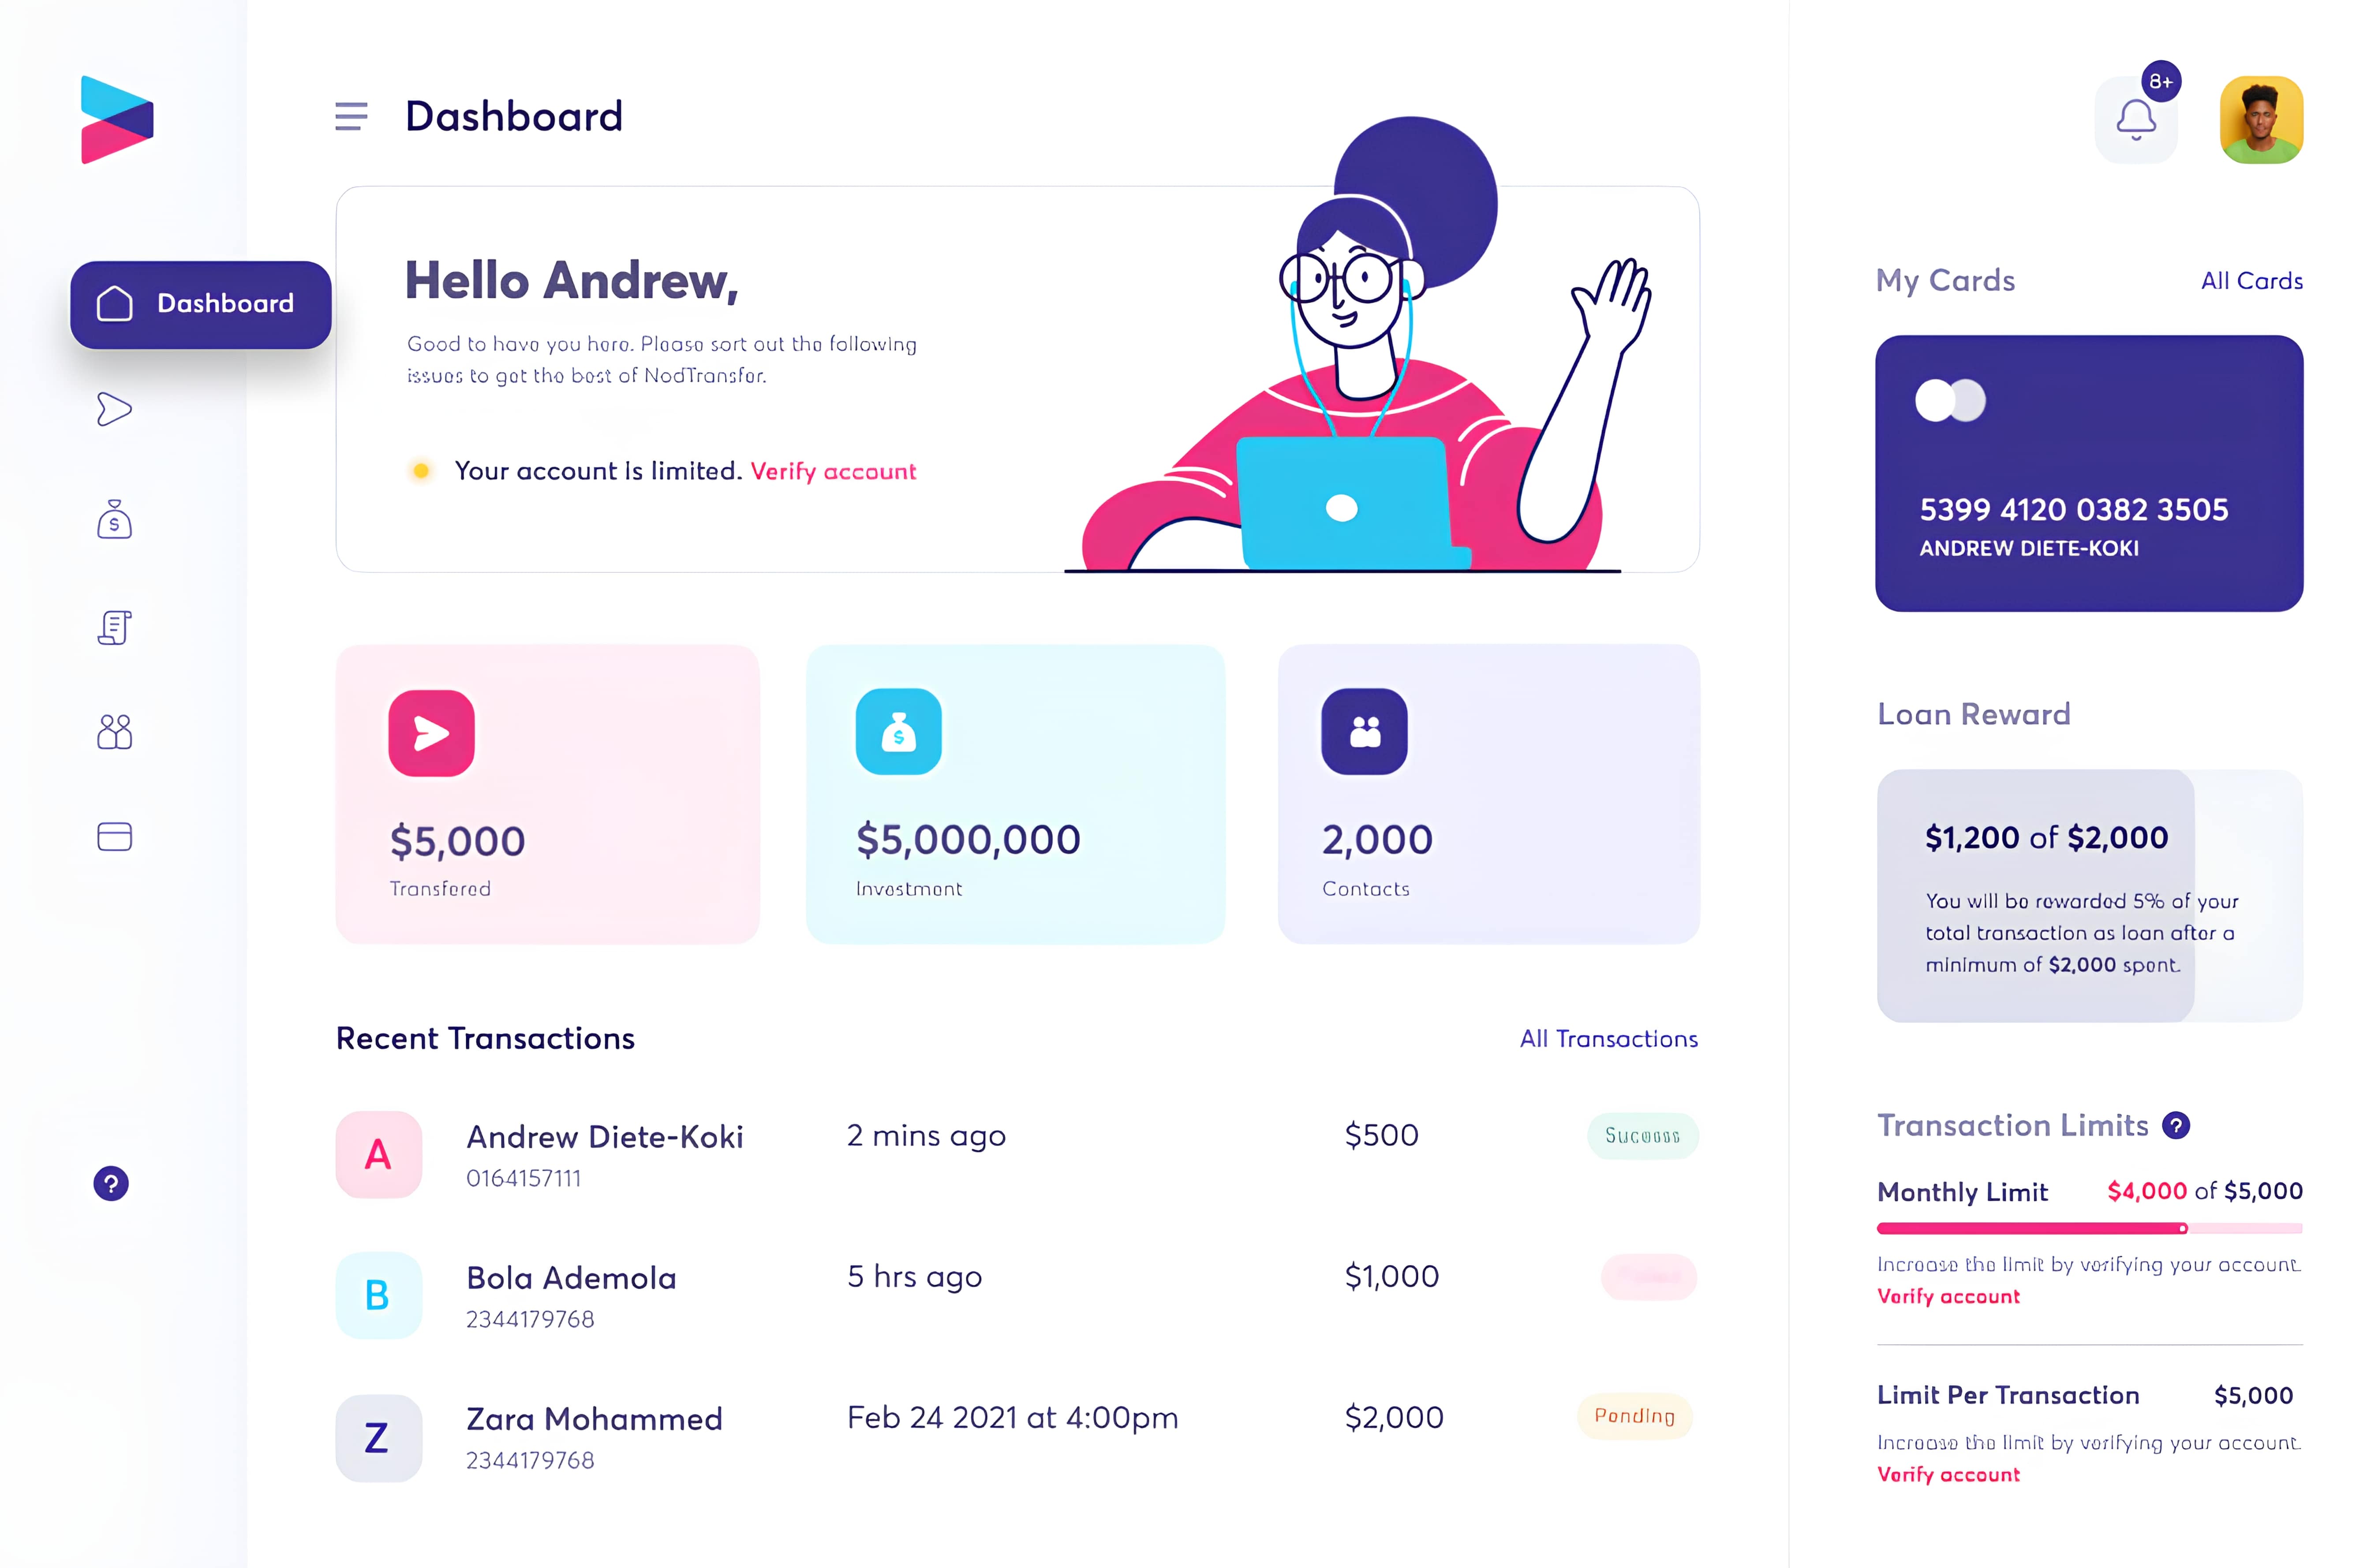 Dashboard
8+
Dashboard
Hello Andrew,
Good to have you here. Please sort out the following
issues to get the best of NodTransfer.
Your account is limited. Verify account
$5,000
Transfered
$5,000,000
Investment
2,000
Contacts
Recent Transactions
All Transactions
A
Andrew Diete-Koki
0164157111
2 mins ago
$500
Success
B
Bola Ademola
2344179768
5 hrs ago
$1,000
Z
Zara Mohammed
2344179768
Feb 24 2021 at 4:00pm
$2,000
Pending
?
My Cards
All Cards
5399 4120 0382 3505
ANDREW DIETE-KOKI
Loan Reward
$1,200 of $2,000
You will be rewarded 5% of your
total transaction as loan after a
minimum of $2,000 spent.
Transaction Limits ?
Monthly Limit
$4,000 of $5,000
Increase the limit by verifying your account.
Verify account
Limit Per Transaction
$5,000
Increase the limit by verifying your account.
Verify account